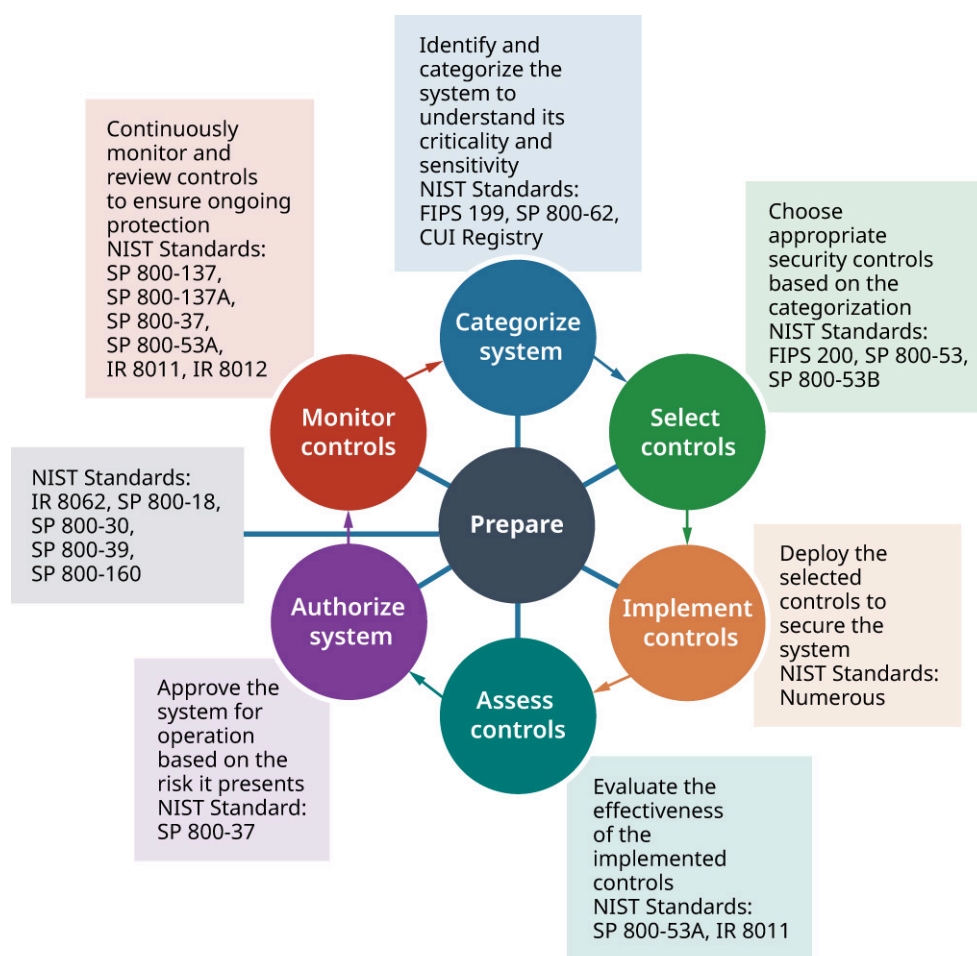 Identify and
categorize the
system to
understand its
criticality and
sensitivity
NIST Standards:
FIPS 199, SP 800-62,
CUI Registry
Continuously
monitor and
review controls
to ensure ongoing
protection
NIST Standards:
SP 800-137,
SP 800-137A,
SP 800-37,
SP 800-53A,
IR 8011, IR 8012
Choose
appropriate
security controls
based on the
categorization
NIST Standards:
FIPS 200, SP 800-53,
SP 800-53B
Categorize
system
Monitor
controls
Select
controls
NIST Standards:
IR 8062, SP 800-18,
SP 800-30,
SP 800-39,
SP 800-160
Prepare
Authorize
system
Implement
controls
Deploy the
selected
controls to
secure the
system
NIST Standards:
Numerous
Assess
controls
Approve the
system for
operation
based on the
risk it presents
NIST Standard:
SP 800-37
Evaluate the
effectiveness
of the
implemented
controls
NIST Standards:
SP 800-53A, IR 8011